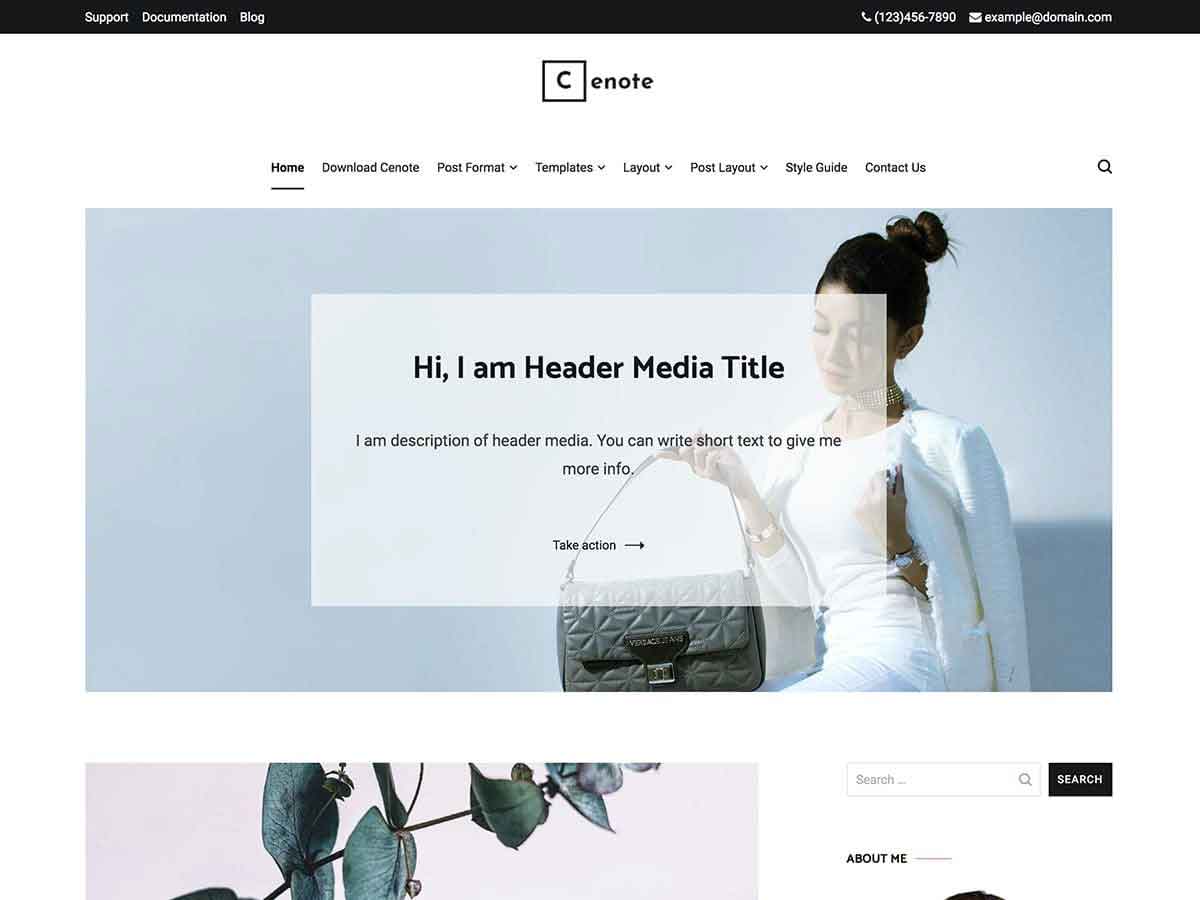 Support Documentation Blog (123)456-7890 example@domain.com
C enote
Home Download Cenote Post Format Templates Layout Post Layout Style Guide Contact Us
Hi, I am Header Media Title
I am description of header media. You can write short text to give me
more info.
Take action
VERSACE JEANS
Search ...
SEARCH
ABOUT ME